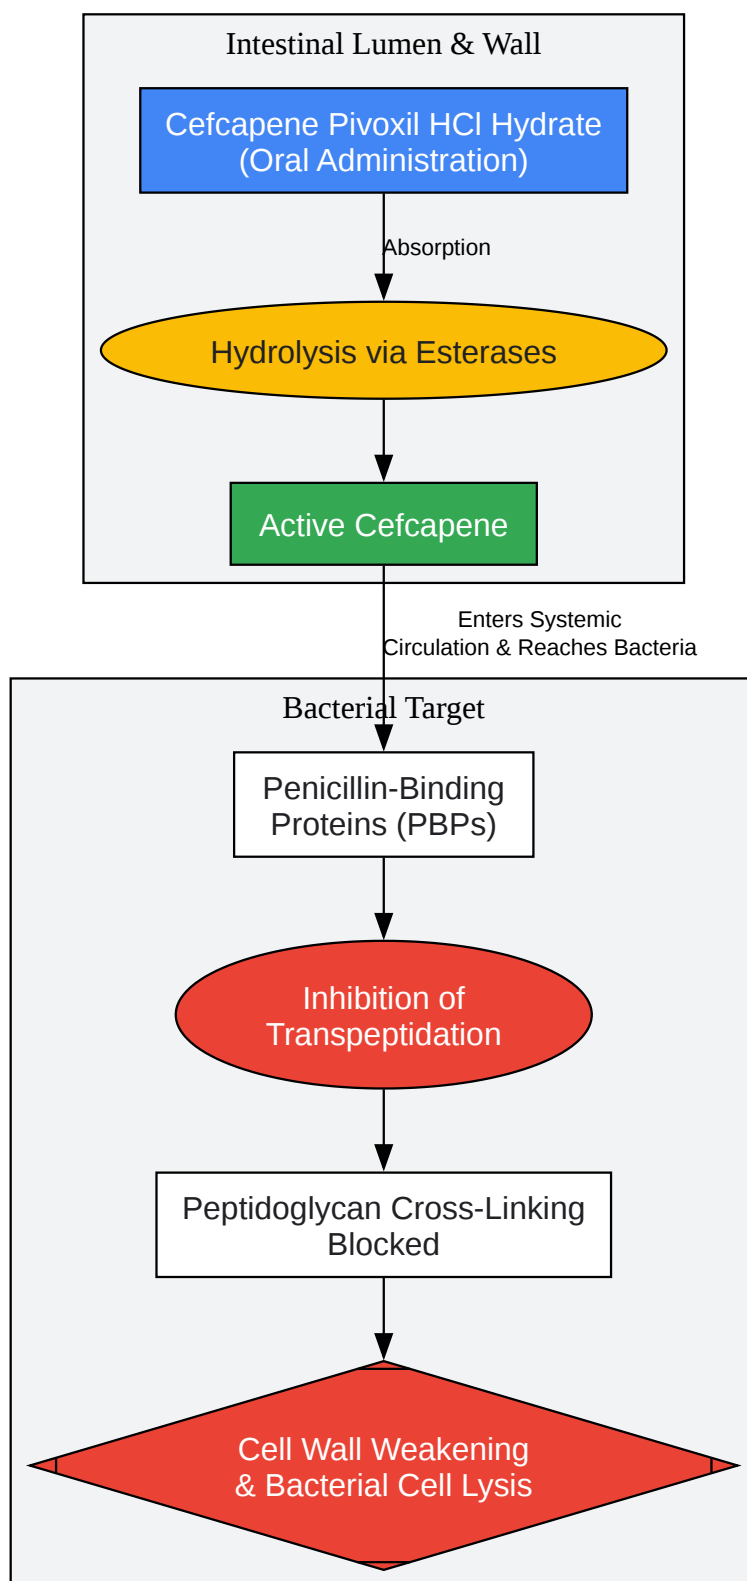 Intestinal Lumen & Wall
Cefcapene Pivoxil HCl Hydrate
(Oral Administration)
Absorption
Hydrolysis via Esterases
Active Cefcapene
Enters Systemic
Circulation & Reaches Bacteria
Bacterial Target
Penicillin-Binding
Proteins (PBPs)
Inhibition of
Transpeptidation
Peptidoglycan Cross-Linking
Blocked
Cell Wall Weakening
& Bacterial Cell Lysis